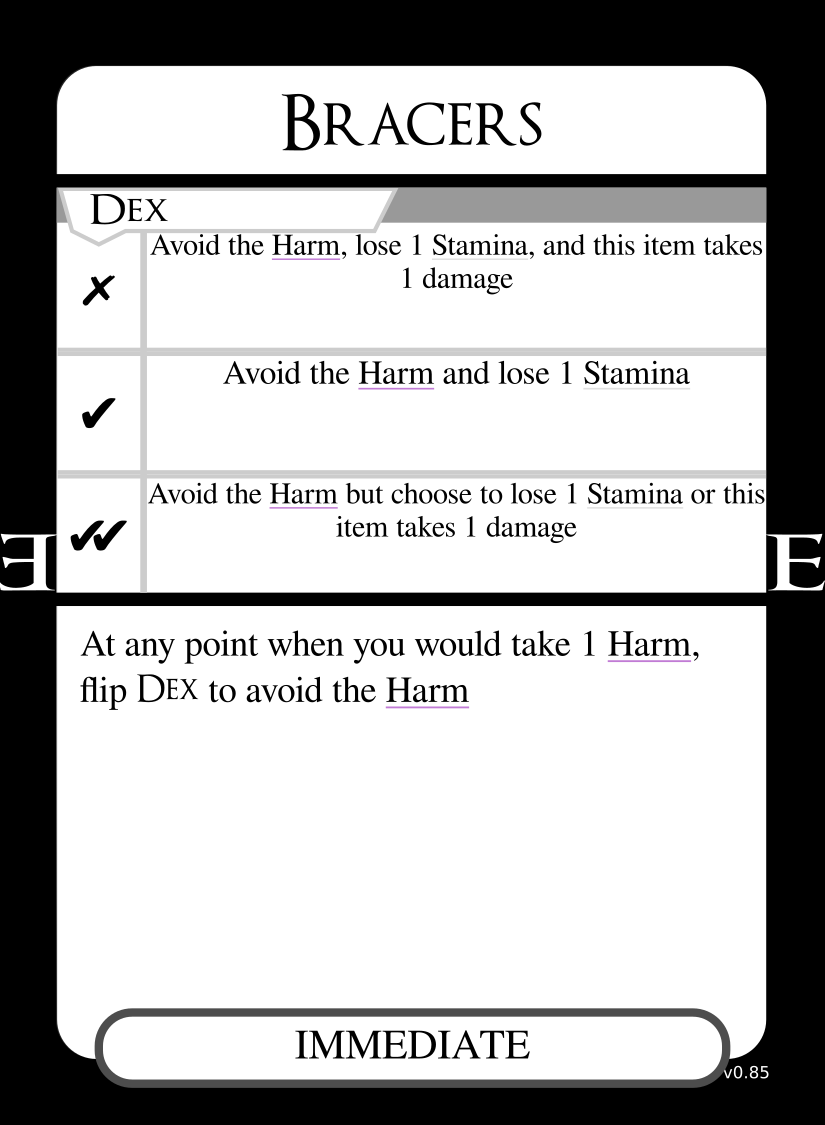 BRACERS
DEX
Avoid the Harm, lose 1 Stamina, and this item takes
1 damage
✗
Avoid the Harm and lose 1 Stamina
✔
Avoid the Harm but choose to lose 1 Stamina or this
item takes 1 damage
✔✔
E
E
At any point when you would take 1 Harm,
flip DEX to avoid the Harm
IMMEDIATE
v0.85